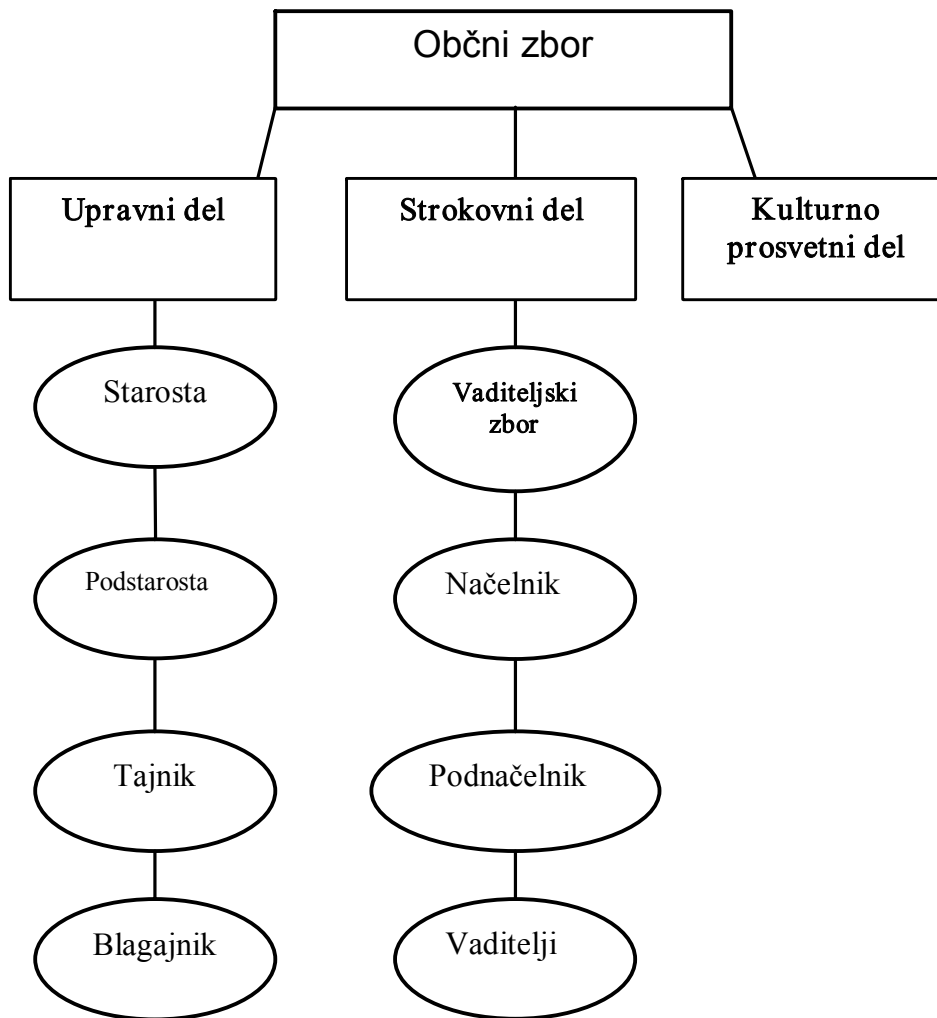 Občni zbor
Upravni del
Strokovni del
Kulturno
prosvetni del
Starosta
Vaditeljski
zbor
Podstarosta
Načelnik
Tajnik
Podnačelnik
Blagajnik
Vaditelji